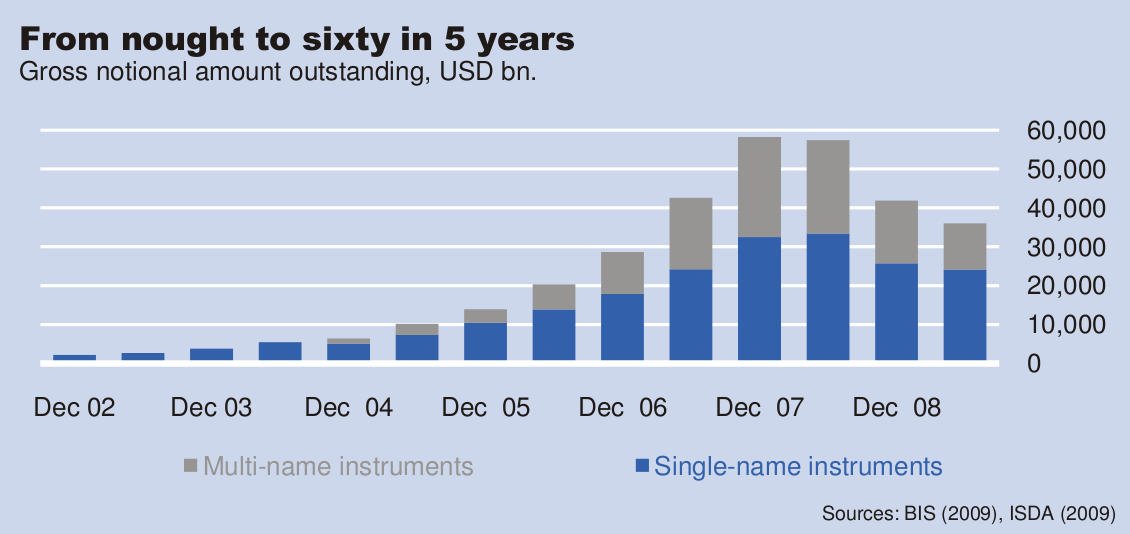 From nought to sixty in 5 years
Gross notional amount outstanding, USD bn.
60,000
50,000
40,000
30,000
20,000
10,000
0
Dec 02 Dec 03 Dec 04 Dec 05 Dec 06 Dec 07 Dec 08
Multi-name instruments Single-name instruments
Sources: BIS (2009), ISDA (2009)